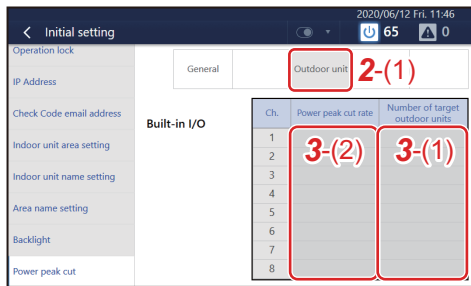 2020/06/12 Fri. 11:46
Initial setting
65
0
Operation lock
IP Address
Check Code email address
Indoor unit area setting
Indoor unit name setting
Area name setting
Backlight
Power peak cut
General
Outdoor unit
2-(1)
Built-in I/O
Ch.
Power peak cut rate
Number of target
outdoor units
1
2
3
4
5
6
7
8
3-(2)
3-(1)